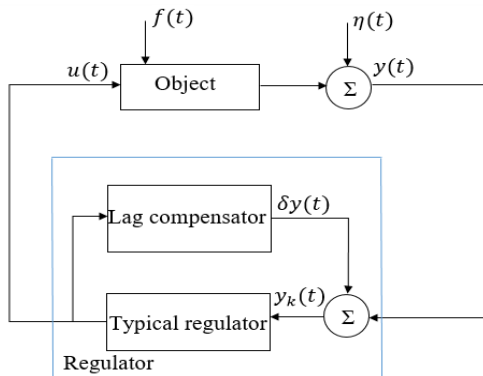 f(t)
η(t)
u(t)
y(t)
Object
Σ
Lag compensator
δy(t)
y_k(t)
Typical regulator
Σ
Regulator